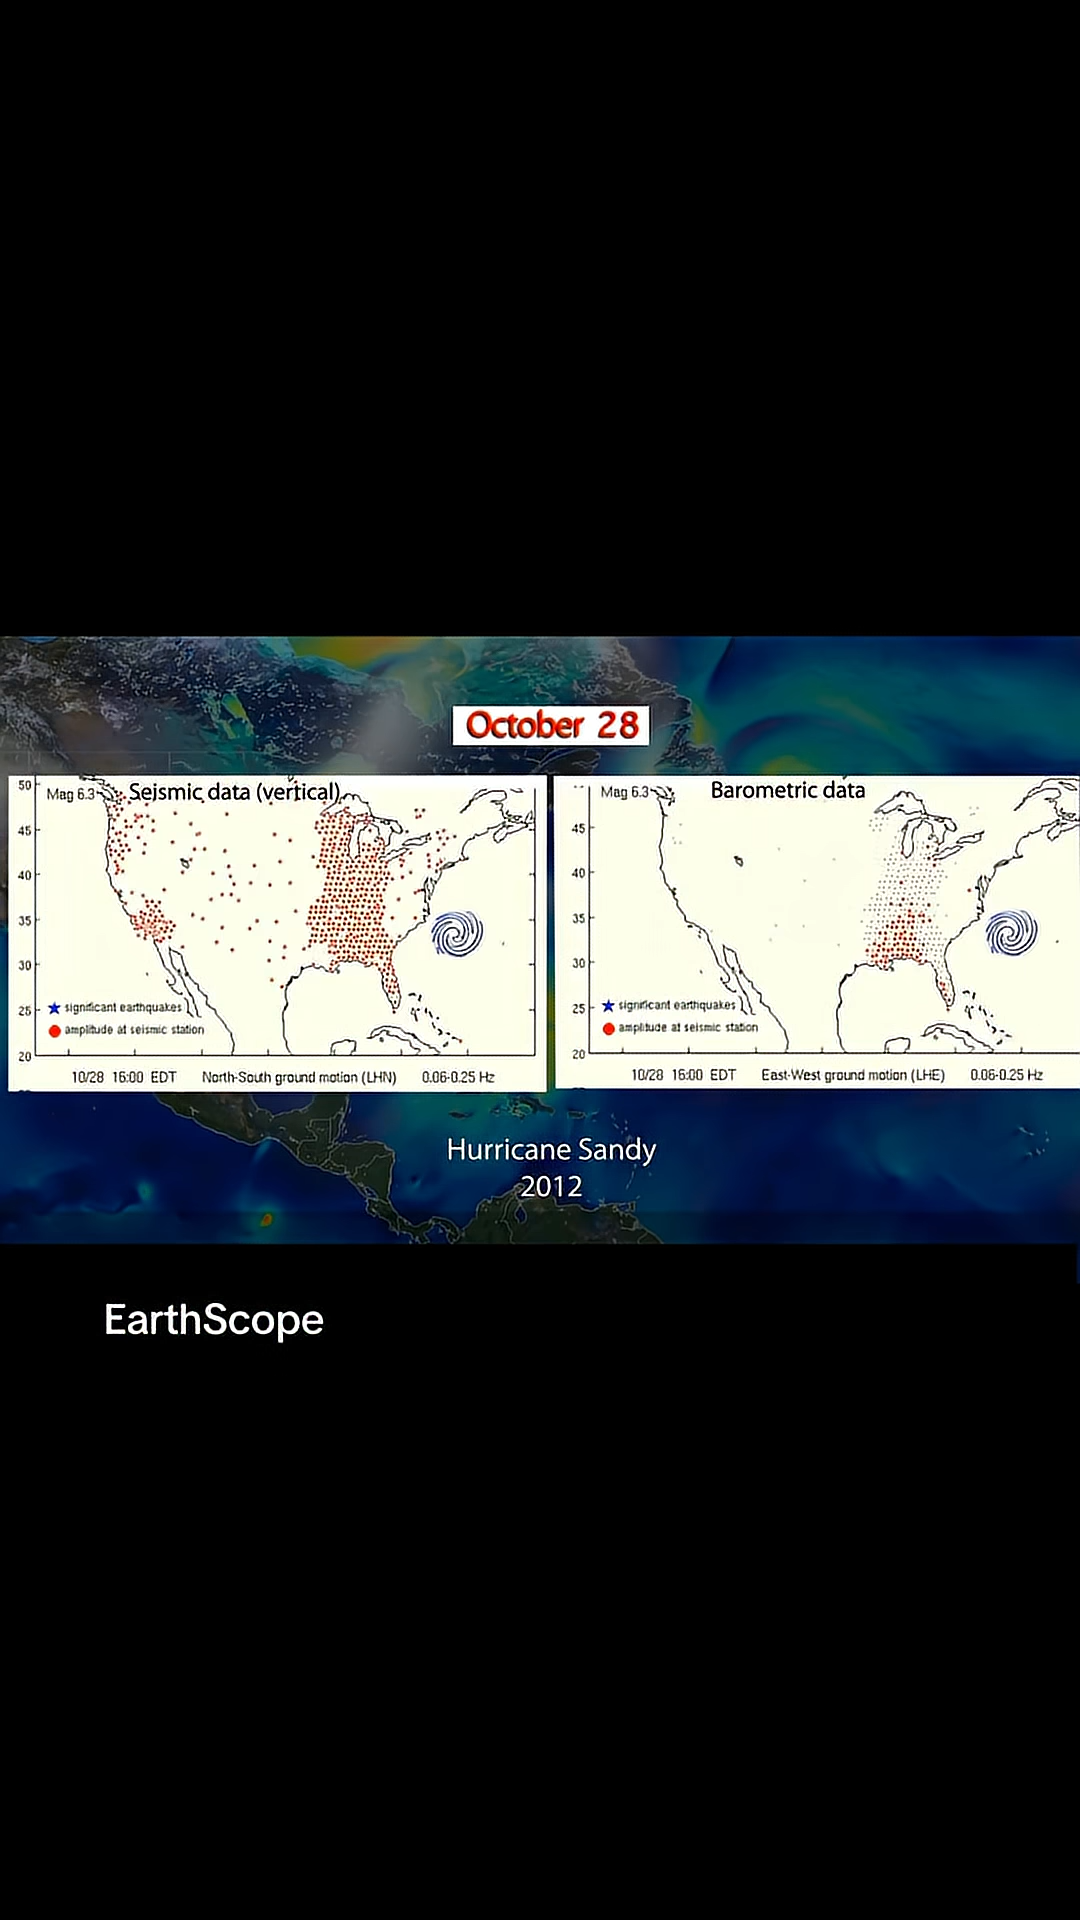 October 28
50
Mag 6.3
Seismic data (vertical)
45
40
35
30
25
20
significant earthquakes
amplitude at seismic station
10/28 16:00 EDT North-South ground motion (LHN) 0.06-0.25 Hz
Mag 6.3
Barometric data
45
40
35
30
25
20
significant earthquakes
amplitude at seismic station
10/28 16:00 EDT East-West ground motion (LHE) 0.06-0.25 Hz
Hurricane Sandy
2012
EarthScope